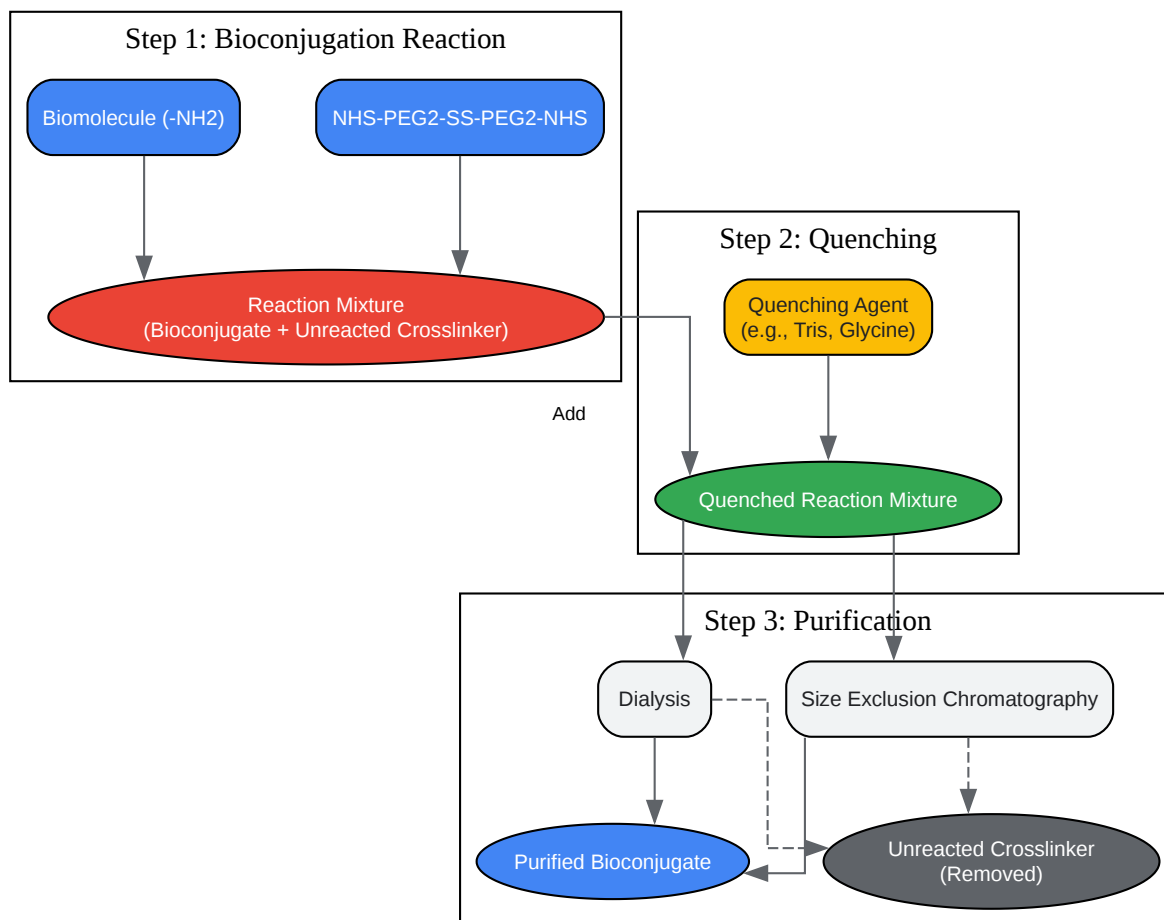 Step 1: Bioconjugation Reaction
Biomolecule (-NH2)
NHS-PEG2-SS-PEG2-NHS
Reaction Mixture
(Bioconjugate + Unreacted Crosslinker)
Step 2: Quenching
Quenching Agent
(e.g., Tris, Glycine)
Add
Quenched Reaction Mixture
Step 3: Purification
Dialysis
Size Exclusion Chromatography
Purified Bioconjugate
Unreacted Crosslinker
(Removed)